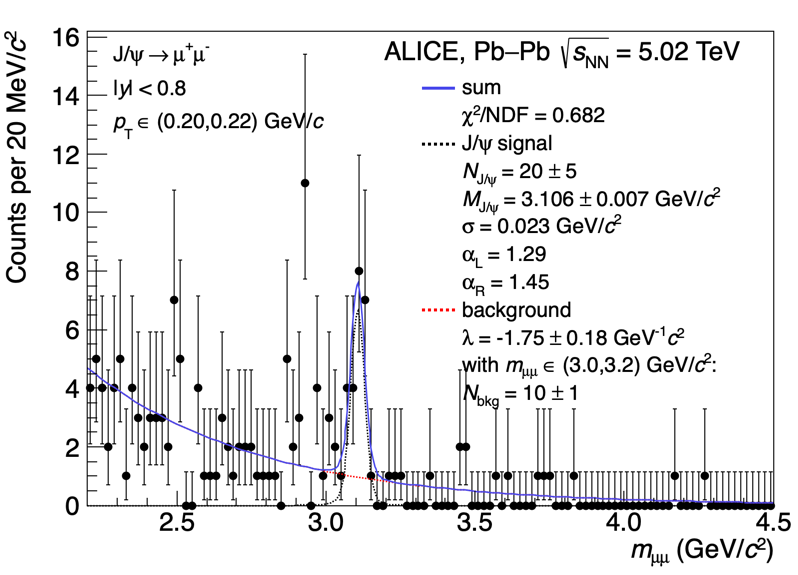 Counts per 20 MeV/c²
16
14
12
10
8
6
4
2
0
J/ψ → μ⁺μ⁻
|y| < 0.8
p_T ∈ (0.20,0.22) GeV/c
ALICE, Pb–Pb √s_NN = 5.02 TeV
sum
χ²/NDF = 0.682
J/ψ signal
N_J/ψ = 20 ± 5
M_J/ψ = 3.106 ± 0.007 GeV/c²
σ = 0.023 GeV/c²
α_L = 1.29
α_R = 1.45
background
λ = -1.75 ± 0.18 GeV⁻¹c²
with m_μμ ∈ (3.0,3.2) GeV/c²:
N_bkg = 10 ± 1
2.5 3.0 3.5 4.0 4.5
m_μμ (GeV/c²)